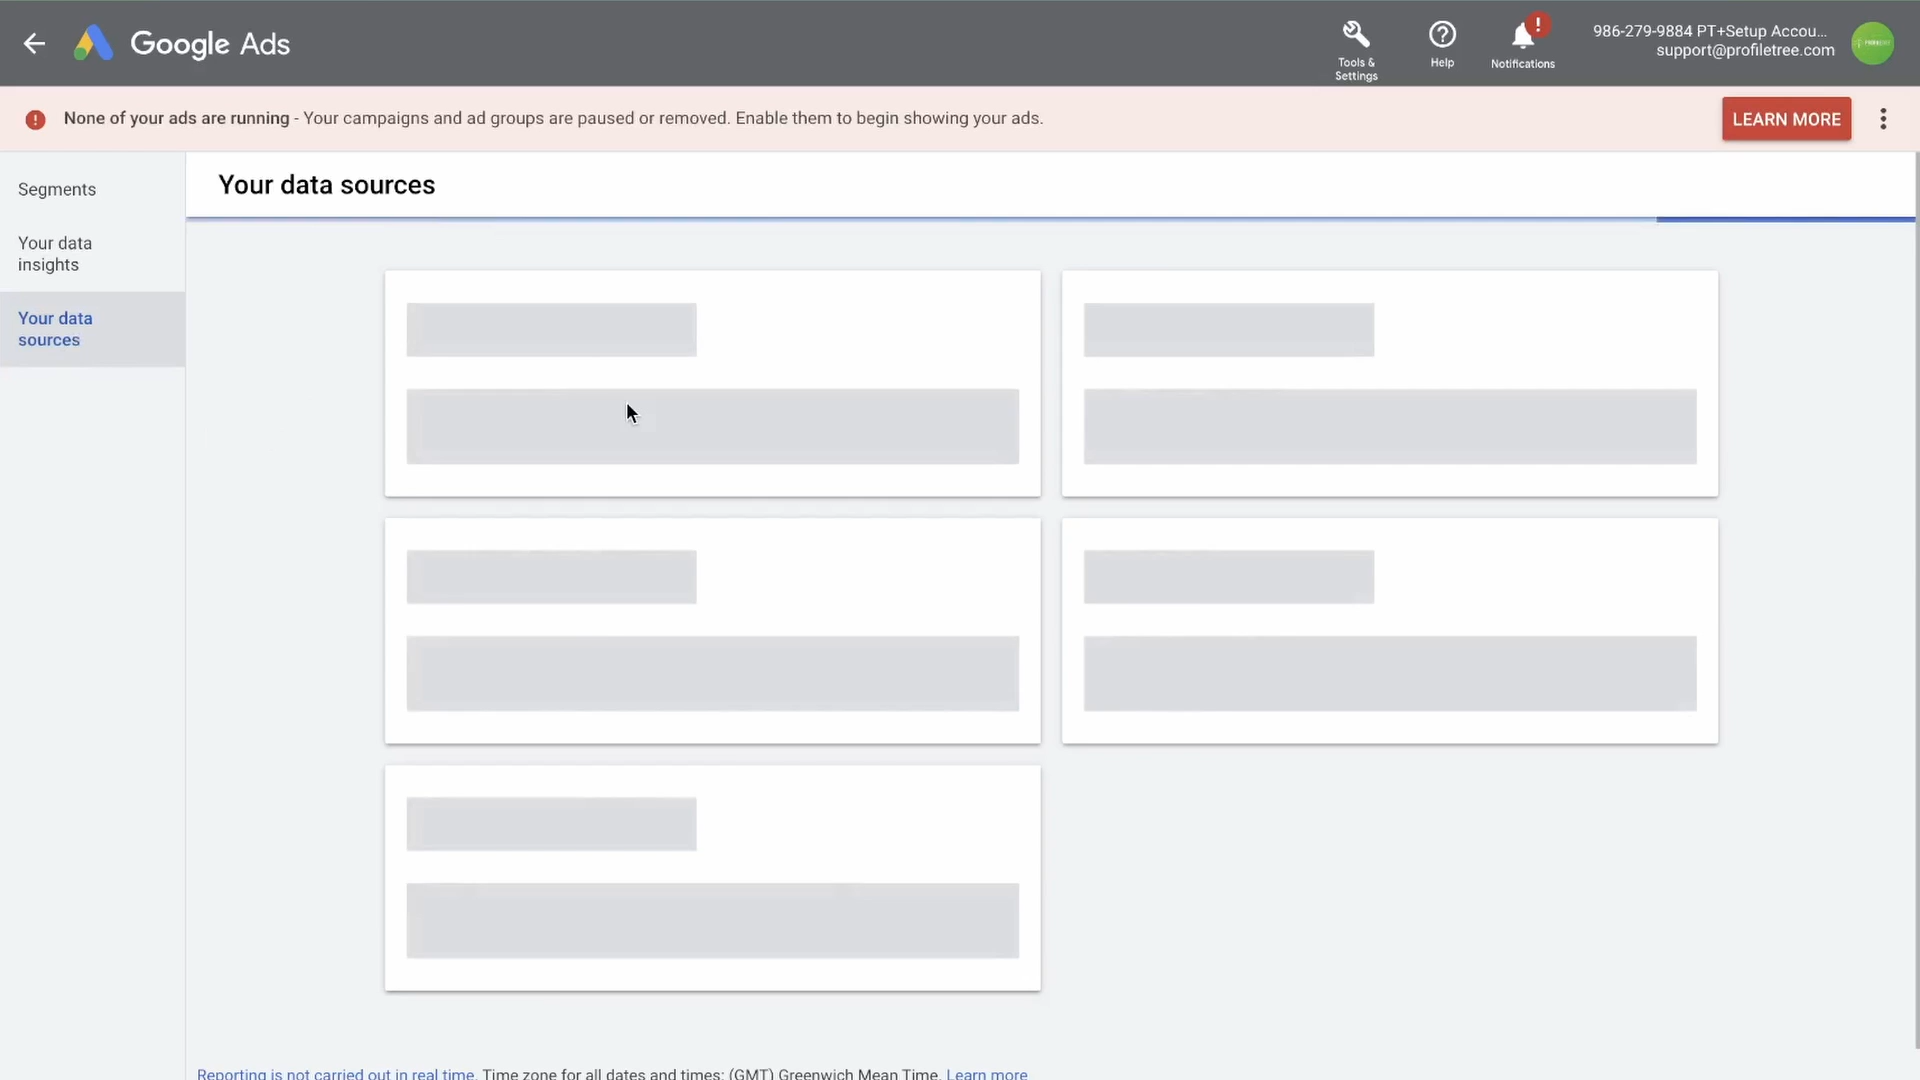 Google Ads
Tools &
Settings
Help
!
Notifications
986-279-9884 PT+Setup Accou...
support@profiletree.com
None of your ads are running - Your campaigns and ad groups are paused or removed. Enable them to begin showing your ads.
LEARN MORE
Segments
Your data
insights
Your data
sources
Your data sources
Reporting is not carried out in real time. Time zone for all dates and times: (GMT) Greenwich Mean Time. Learn more